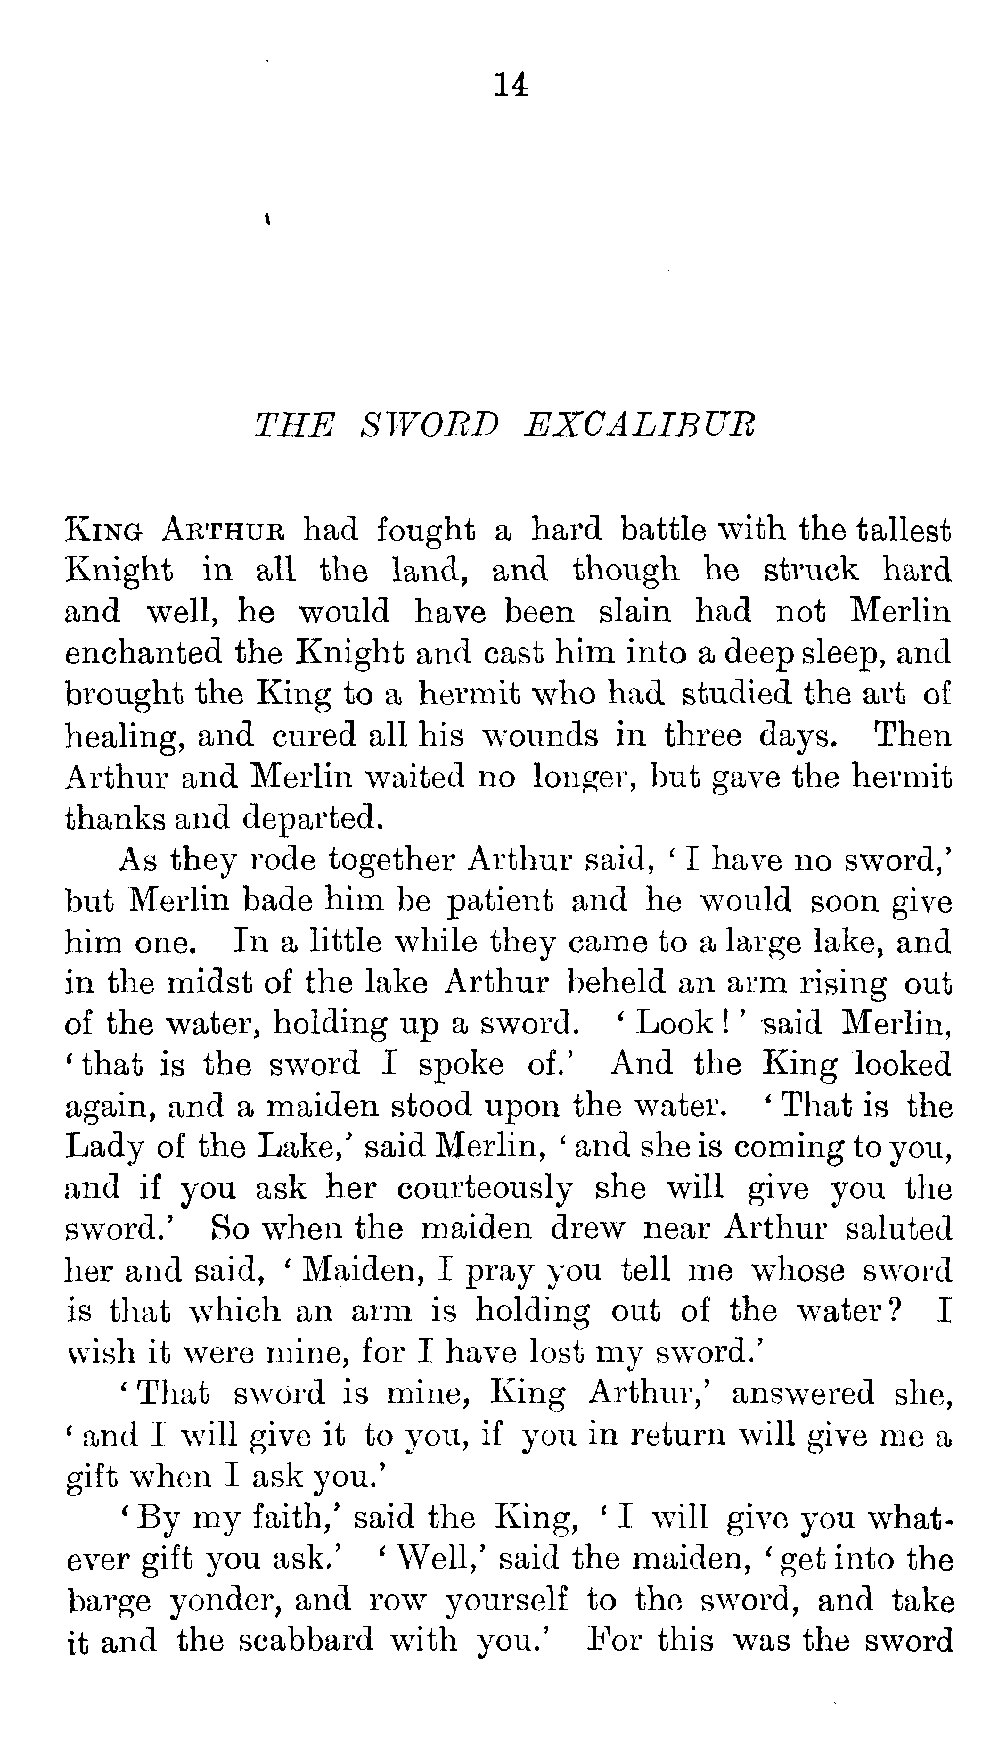 14
THE SWORD EXCALIBUR
KING ARTHUR had fought a hard battle with the tallest
Knight in all the land, and though he struck hard
and well, he would have been slain had not Merlin
enchanted the Knight and cast him into a deep sleep, and
brought the King to a hermit who had studied the art of
healing, and cured all his wounds in three days. Then
Arthur and Merlin waited no longer, but gave the hermit
thanks and departed.
As they rode together Arthur said, ‘ I have no sword,’
but Merlin bade him be patient and he would soon give
him one. In a little while they came to a large lake, and
in the midst of the lake Arthur beheld an arm rising out
of the water, holding up a sword. ‘ Look! ’ said Merlin,
‘ that is the sword I spoke of.’ And the King looked
again, and a maiden stood upon the water. ‘ That is the
Lady of the Lake,’ said Merlin, ‘ and she is coming to you,
and if you ask her courteously she will give you the
sword.’ So when the maiden drew near Arthur saluted
her and said, ‘ Maiden, I pray you tell me whose sword
is that which an arm is holding out of the water? I
wish it were mine, for I have lost my sword.’
‘ That sword is mine, King Arthur,’ answered she,
‘ and I will give it to you, if you in return will give me a
gift when I ask you.’
‘ By my faith,’ said the King, ‘ I will give you what-
ever gift you ask.’ ‘ Well,’ said the maiden, ‘ get into the
barge yonder, and row yourself to the sword, and take
it and the scabbard with you.’ For this was the sword